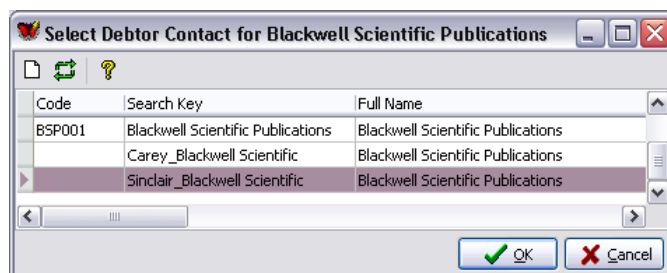 Select Debtor Contact for Blackwell Scientific Publications
Code Search Key Full Name
BSP001 Blackwell Scientific Publications Blackwell Scientific Publications
Carey_Blackwell Scientific Blackwell Scientific Publications
Sinclair_Blackwell Scientific Blackwell Scientific Publications
OK Cancel